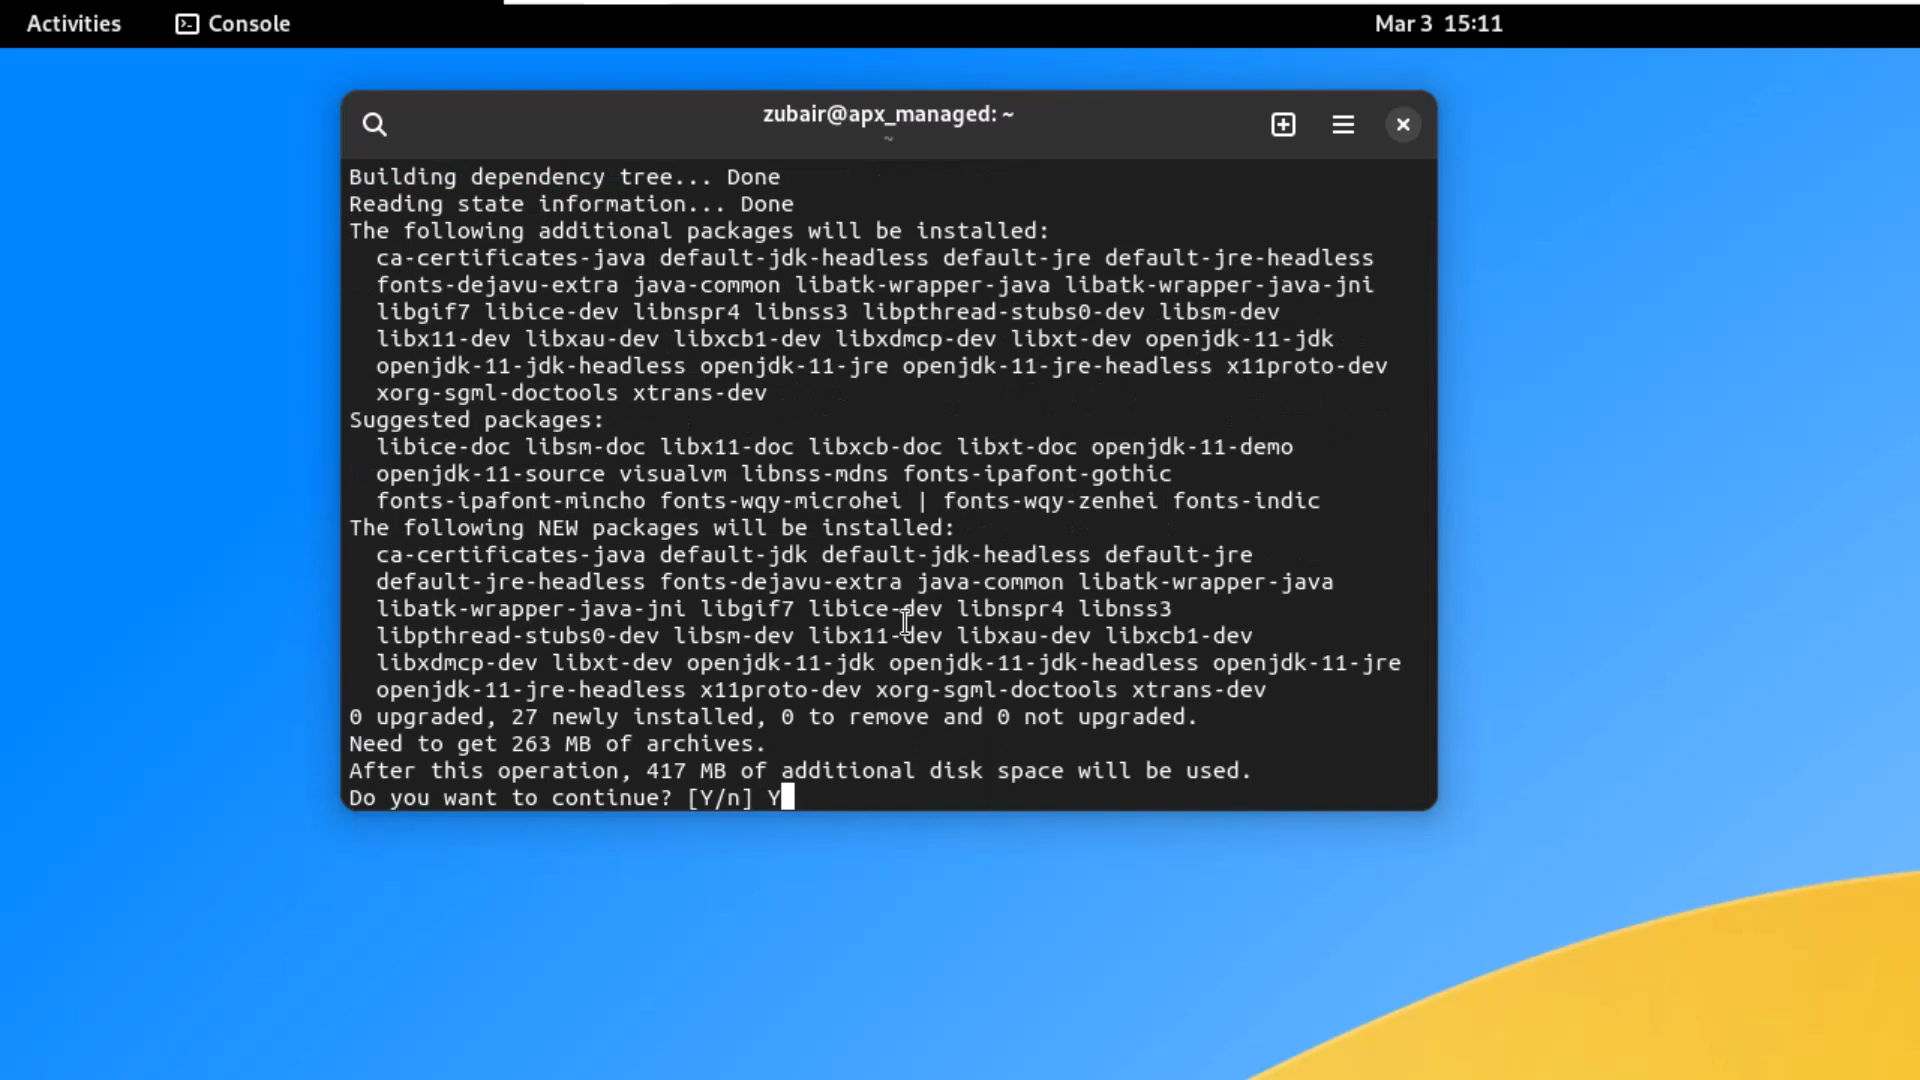 Activities Console Mar 3 15:11
zubair@apx_managed: ~
~
Building dependency tree... Done
Reading state information... Done
The following additional packages will be installed:
ca-certificates-java default-jdk-headless default-jre default-jre-headless
fonts-dejavu-extra java-common libatk-wrapper-java libatk-wrapper-java-jni
libgif7 libice-dev libnspr4 libnss3 libpthread-stubs0-dev libsm-dev
libx11-dev libxau-dev libxcb1-dev libxdmcp-dev libxt-dev openjdk-11-jdk
openjdk-11-jdk-headless openjdk-11-jre openjdk-11-jre-headless x11proto-dev
xorg-sgml-doctools xtrans-dev
Suggested packages:
libice-doc libsm-doc libx11-doc libxcb-doc libxt-doc openjdk-11-demo
openjdk-11-source visualvm libnss-mdns fonts-ipafont-gothic
fonts-ipafont-mincho fonts-wqy-microhei | fonts-wqy-zenhei fonts-indic
The following NEW packages will be installed:
ca-certificates-java default-jdk default-jdk-headless default-jre
default-jre-headless fonts-dejavu-extra java-common libatk-wrapper-java
libatk-wrapper-java-jni libgif7 libice-dev libnspr4 libnss3
libpthread-stubs0-dev libsm-dev libx11-dev libxau-dev libxcb1-dev
libxdmcp-dev libxt-dev openjdk-11-jdk openjdk-11-jdk-headless openjdk-11-jre
openjdk-11-jre-headless x11proto-dev xorg-sgml-doctools xtrans-dev
0 upgraded, 27 newly installed, 0 to remove and 0 not upgraded.
Need to get 263 MB of archives.
After this operation, 417 MB of additional disk space will be used.
Do you want to continue? [Y/n] Y